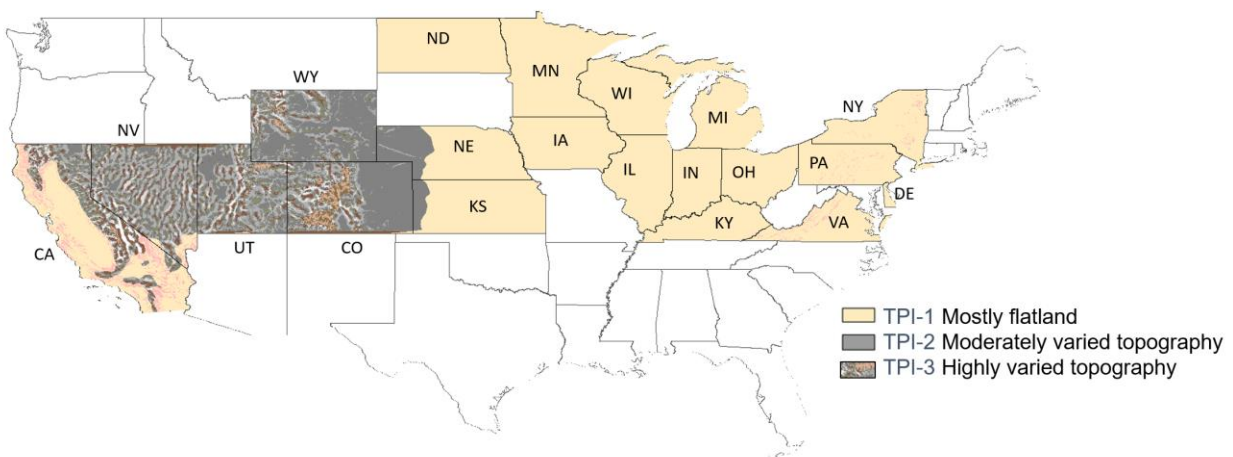 ND
WY
MN
NY
WI
NV
MI
NE
IA
PA
IL
IN
OH
DE
KS
KY
VA
CA
UT
CO
TPI-1 Mostly flatland
TPI-2 Moderately varied topography
TPI-3 Highly varied topography